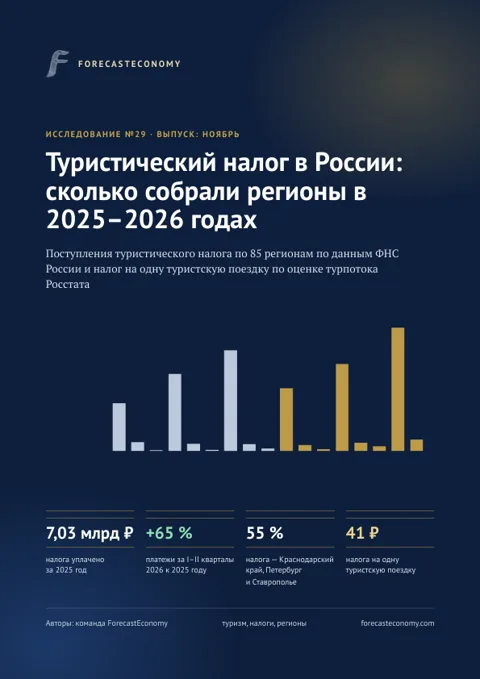 FORECASTECONOMY
ИССЛЕДОВАНИЕ №29 · ВЫПУСК: НОЯБРЬ
Туристический налог в России:
сколько собрали регионы в
2025–2026 годах
Поступления туристического налога по 85 регионам по данным ФНС
России и налог на одну туристскую поездку по оценке турпотока
Росстата
7,03 млрд ₽
налога уплачено
за 2025 год
+65 %
платежи за I–II кварталы
2026 к 2025 году
55 %
налога — Краснодарский
край, Петербург
и Ставрополье
41 ₽
налога на одну
туристскую поездку
Авторы: команда ForecastEconomy
туризм, налоги, регионы
forecasteconomy.com